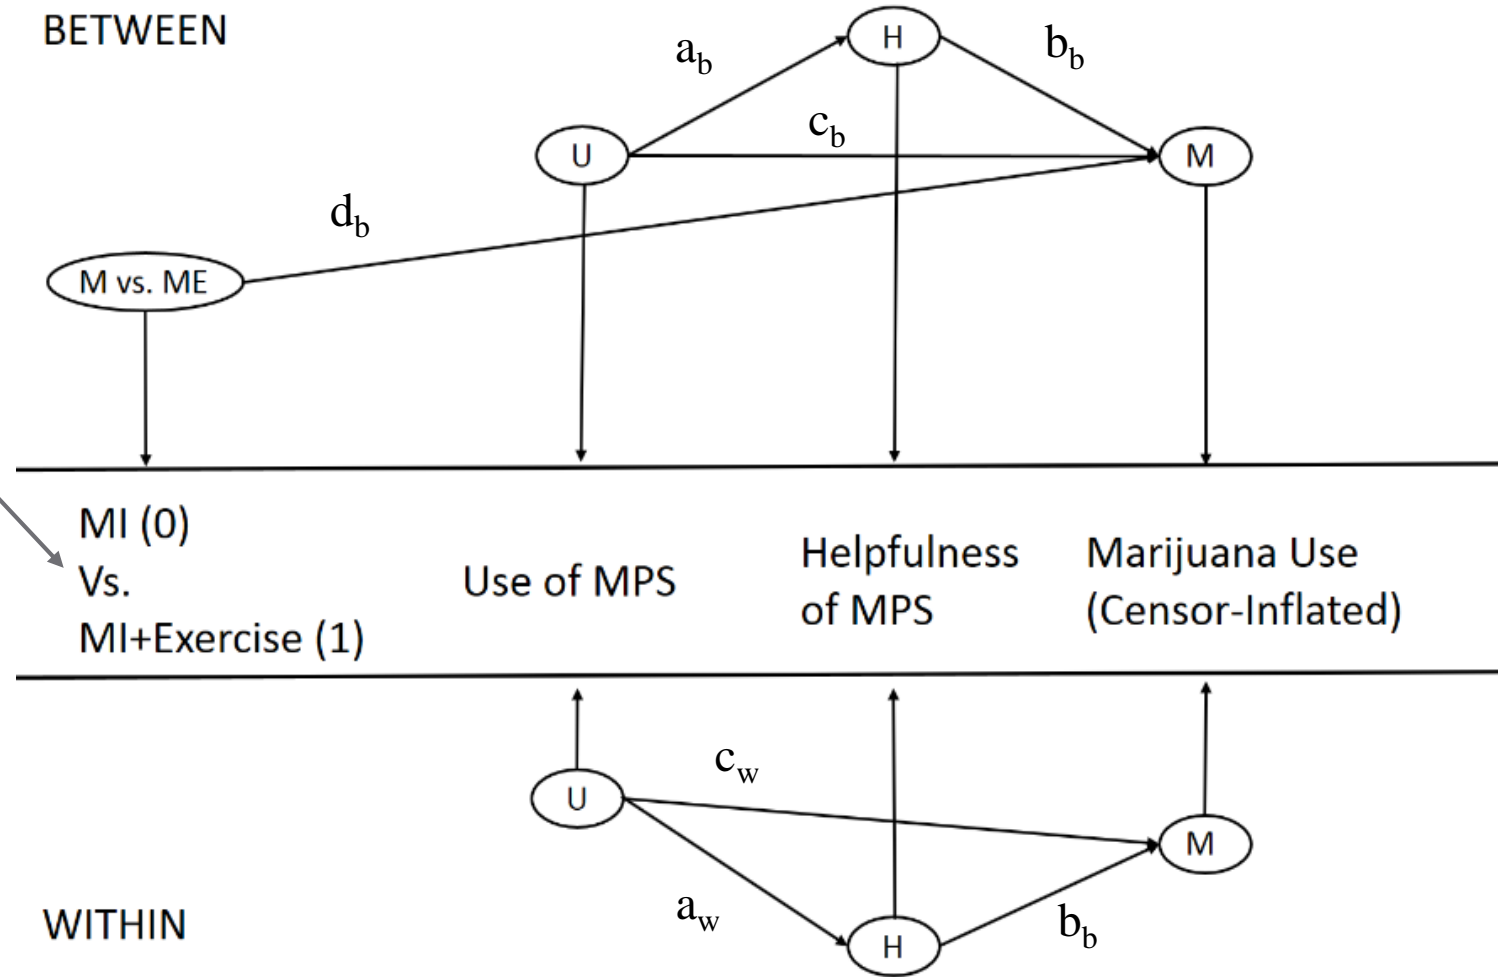 BETWEEN
H
a_b
b_b
c_b
U
M
d_b
M vs. ME
MI (0)
Vs.
MI+Exercise (1)
Use of MPS
Helpfulness
of MPS
Marijuana Use
(Censor-Inflated)
c_w
U
M
a_w
b_b
WITHIN
H